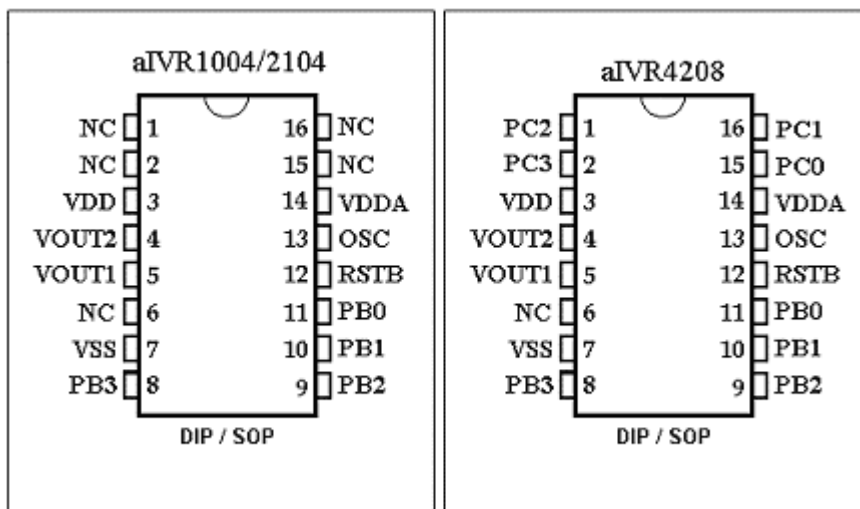 aIVR1004/2104
NC 1 16 NC
NC 2 15 NC
VDD 3 14 VDDA
VOUT2 4 13 OSC
VOUT1 5 12 RSTB
NC 6 11 PB0
VSS 7 10 PB1
PB3 8 9 PB2
DIP / SOP
aIVR4208
PC2 1 16 PC1
PC3 2 15 PC0
VDD 3 14 VDDA
VOUT2 4 13 OSC
VOUT1 5 12 RSTB
NC 6 11 PB0
VSS 7 10 PB1
PB3 8 9 PB2
DIP / SOP